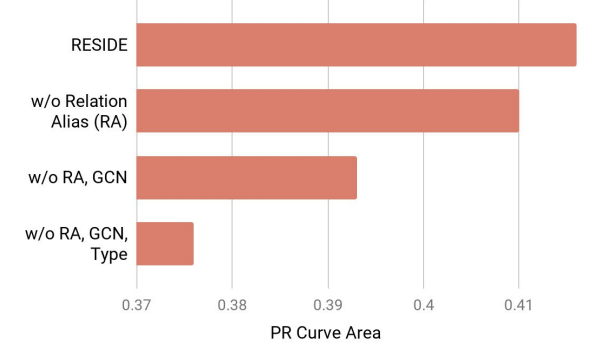 RESIDE
w/o Relation
Alias (RA)
w/o RA, GCN
w/o RA, GCN,
Type
0.37 0.38 0.39 0.4 0.41
PR Curve Area